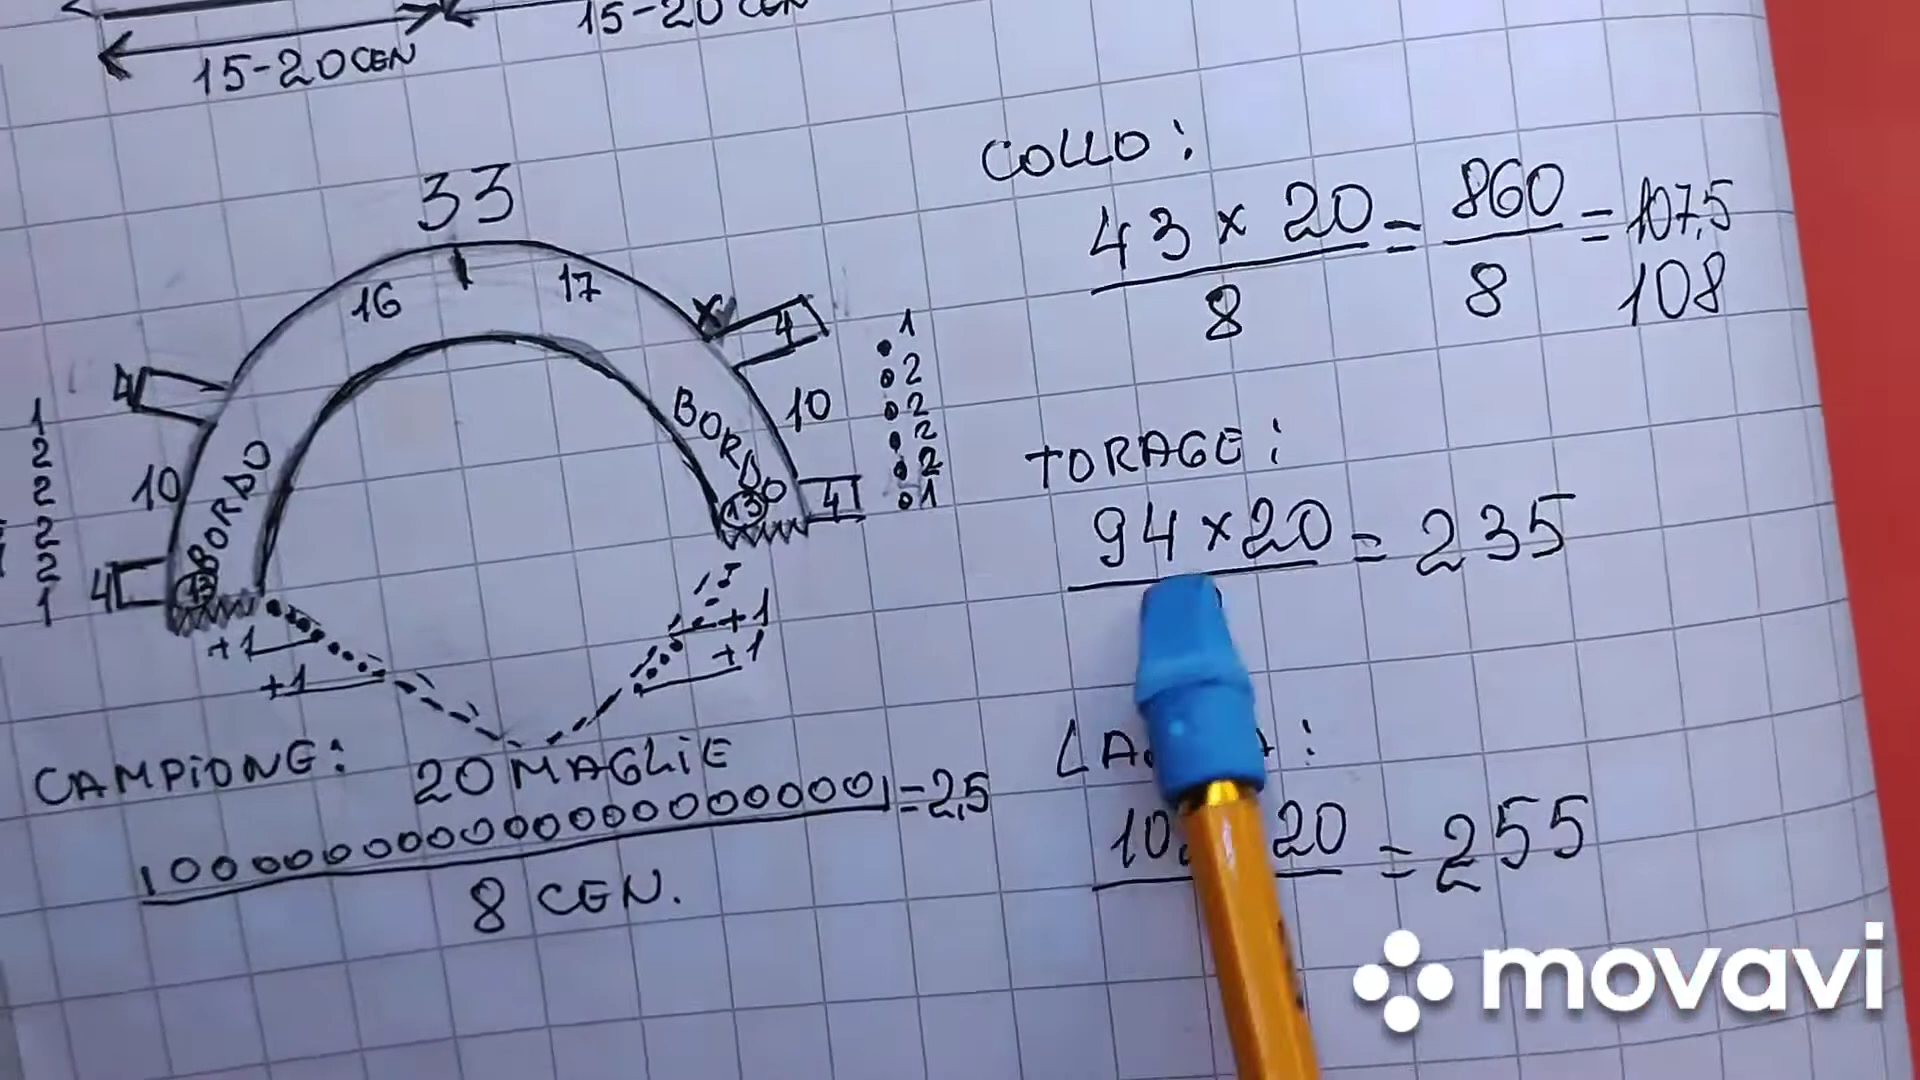 15-20 CEN
15-20 CEN
33
16
17
X
4
4
10
10
BORDO
BORDO
13
13
4
4
1
2
2
2
2
1
1
2
2
2
2
1
+1
+1
+1
+1
CAMPIONE:
20 MAGLIE
= 2,5
8 CEN.
COLLO:
43 x 20 = 860 = 107,5
8 8 108
TORACE:
94 x 20 = 235
20 = 255
movavi